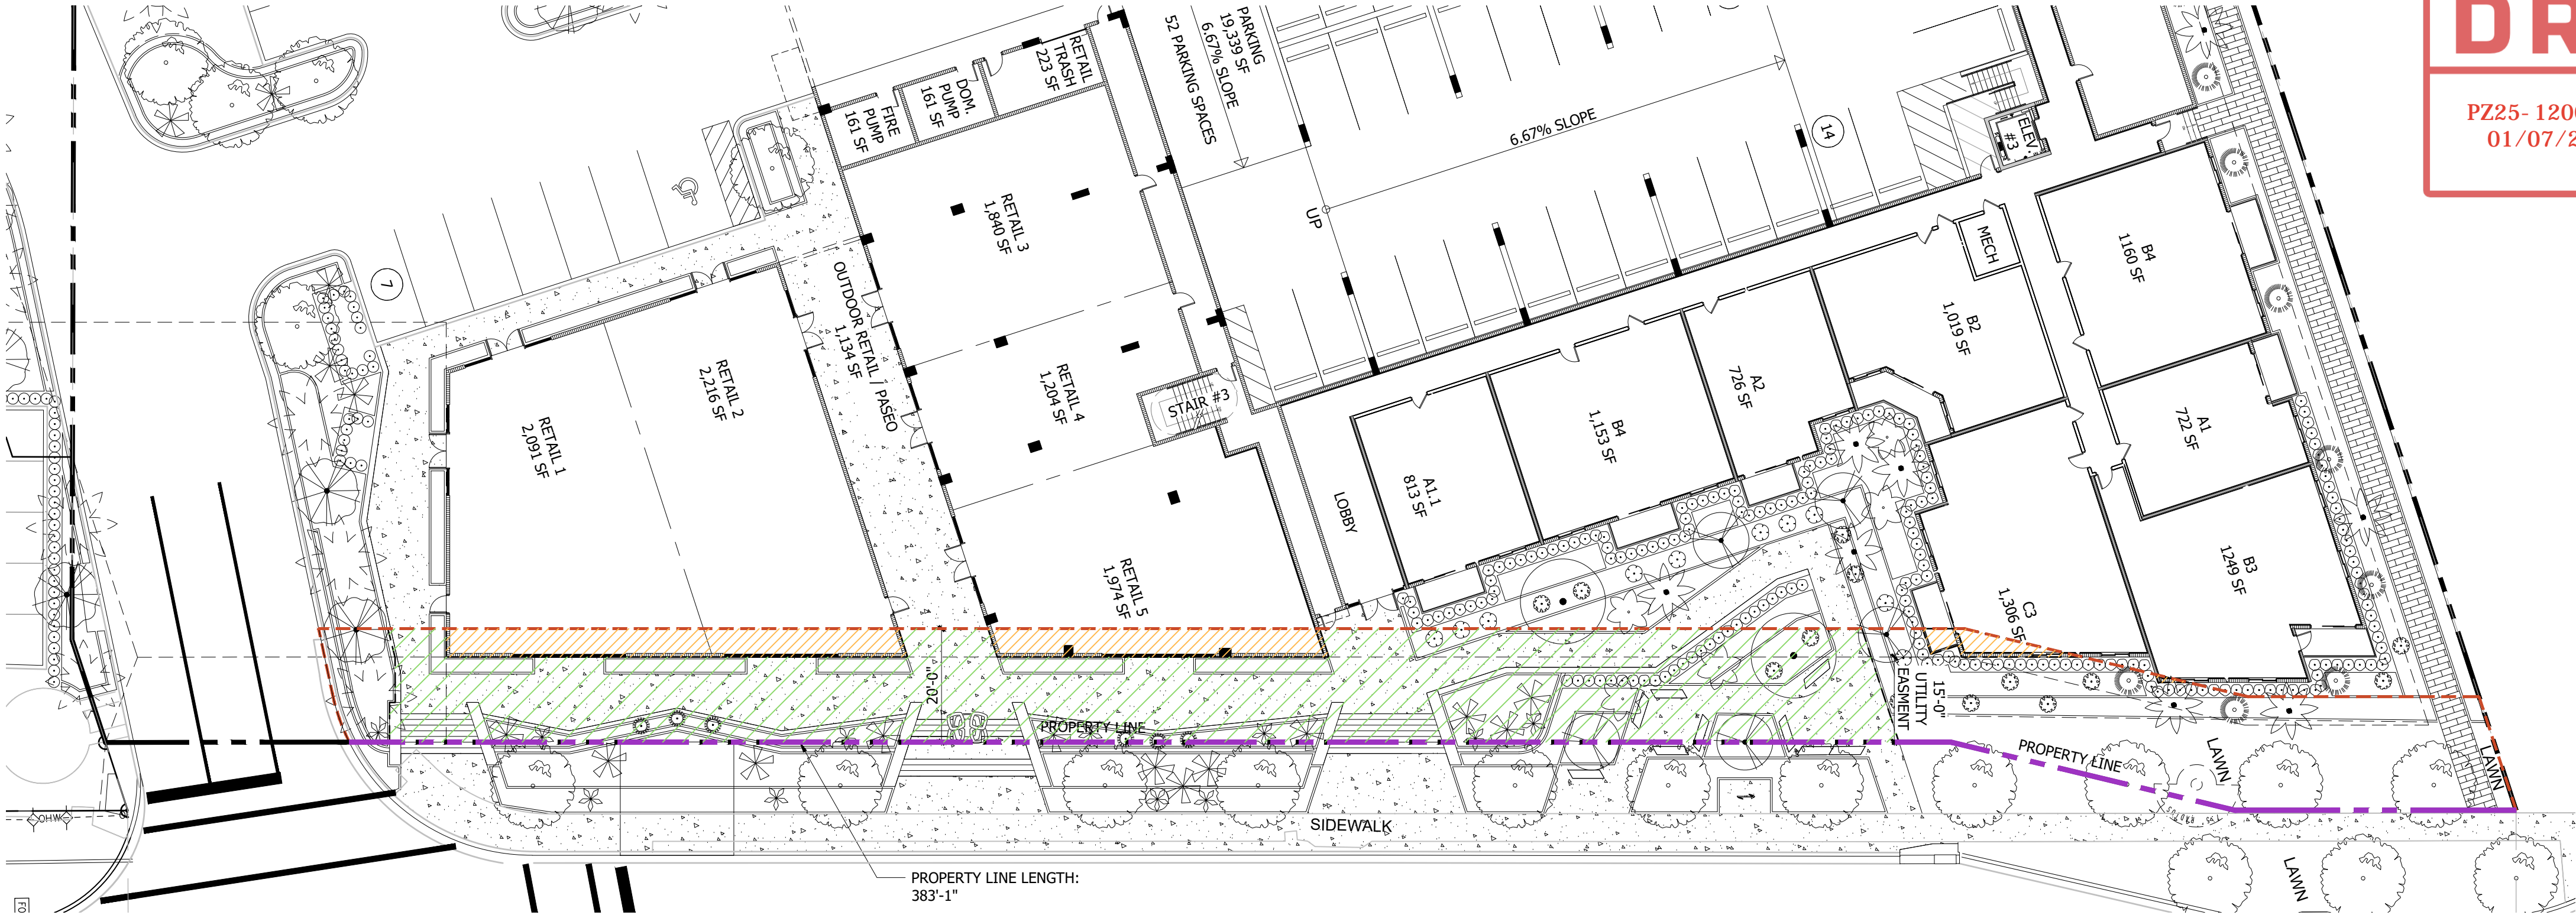 DR
PZ25- 120
01/07/2
PARKING
19,339 SF
6.67% SLOPE
52 PARKING SPACES
RETAIL
TRASH
223 SF
DOM.
PUMP
161 SF
FIRE
PUMP
161 SF
6.67% SLOPE
14
ELEV.
#3
UP
MECH
7
RETAIL 3
1,840 SF
OUTDOOR RETAIL / PASEO
1,134 SF
RETAIL 2
2,216 SF
RETAIL 1
2,091 SF
RETAIL 4
1,204 SF
STAIR #3
RETAIL 5
1,974 SF
LOBBY
A1.1
813 SF
B4
1,153 SF
A2
726 SF
B2
1,019 SF
B4
1160 SF
A1
722 SF
B3
1249 SF
C3
1,306 SF
20'-0"
15'-0"
UTILITY
EASMENT
PROPERTY LINE
PROPERTY LINE
LAWN
LAWN
SIDEWALK
LAWN
PROPERTY LINE LENGTH:
383'-1"
OHW
FO